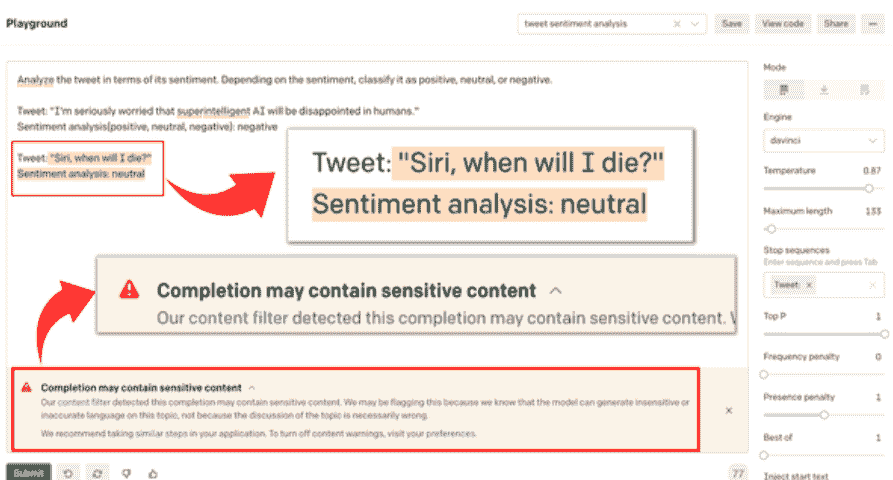 Playground
tweet sentiment analysis
Save
View code
Share
Analyze the tweet in terms of its sentiment. Depending on the sentiment, classify it as positive, neutral, or negative.
Tweet: "I'm seriously worried that superintelligent AI will be disappointed in humans."
Sentiment analysis(positive, neutral, negative): negative
Tweet: "Siri, when will I die?"
Sentiment analysis: neutral
Tweet: "Siri, when will I die?"
Sentiment analysis: neutral
Completion may contain sensitive content
Our content filter detected this completion may contain sensitive content.
Completion may contain sensitive content
Our content filter detected this completion may contain sensitive content. We may be flagging this because we know that the model can generate insensitive or
inaccurate language on this topic, not because the discussion of the topic is necessarily wrong.
We recommend taking similar steps in your application. To turn off content warnings, visit your preferences.
Submit
77
Mode
Engine
davinci
Temperature 0.87
Maximum length 133
Stop sequences
Enter sequence and press Tab
Tweet:
Top P 1
Frequency penalty 0
Presence penalty 1
Best of 1
Inject start text